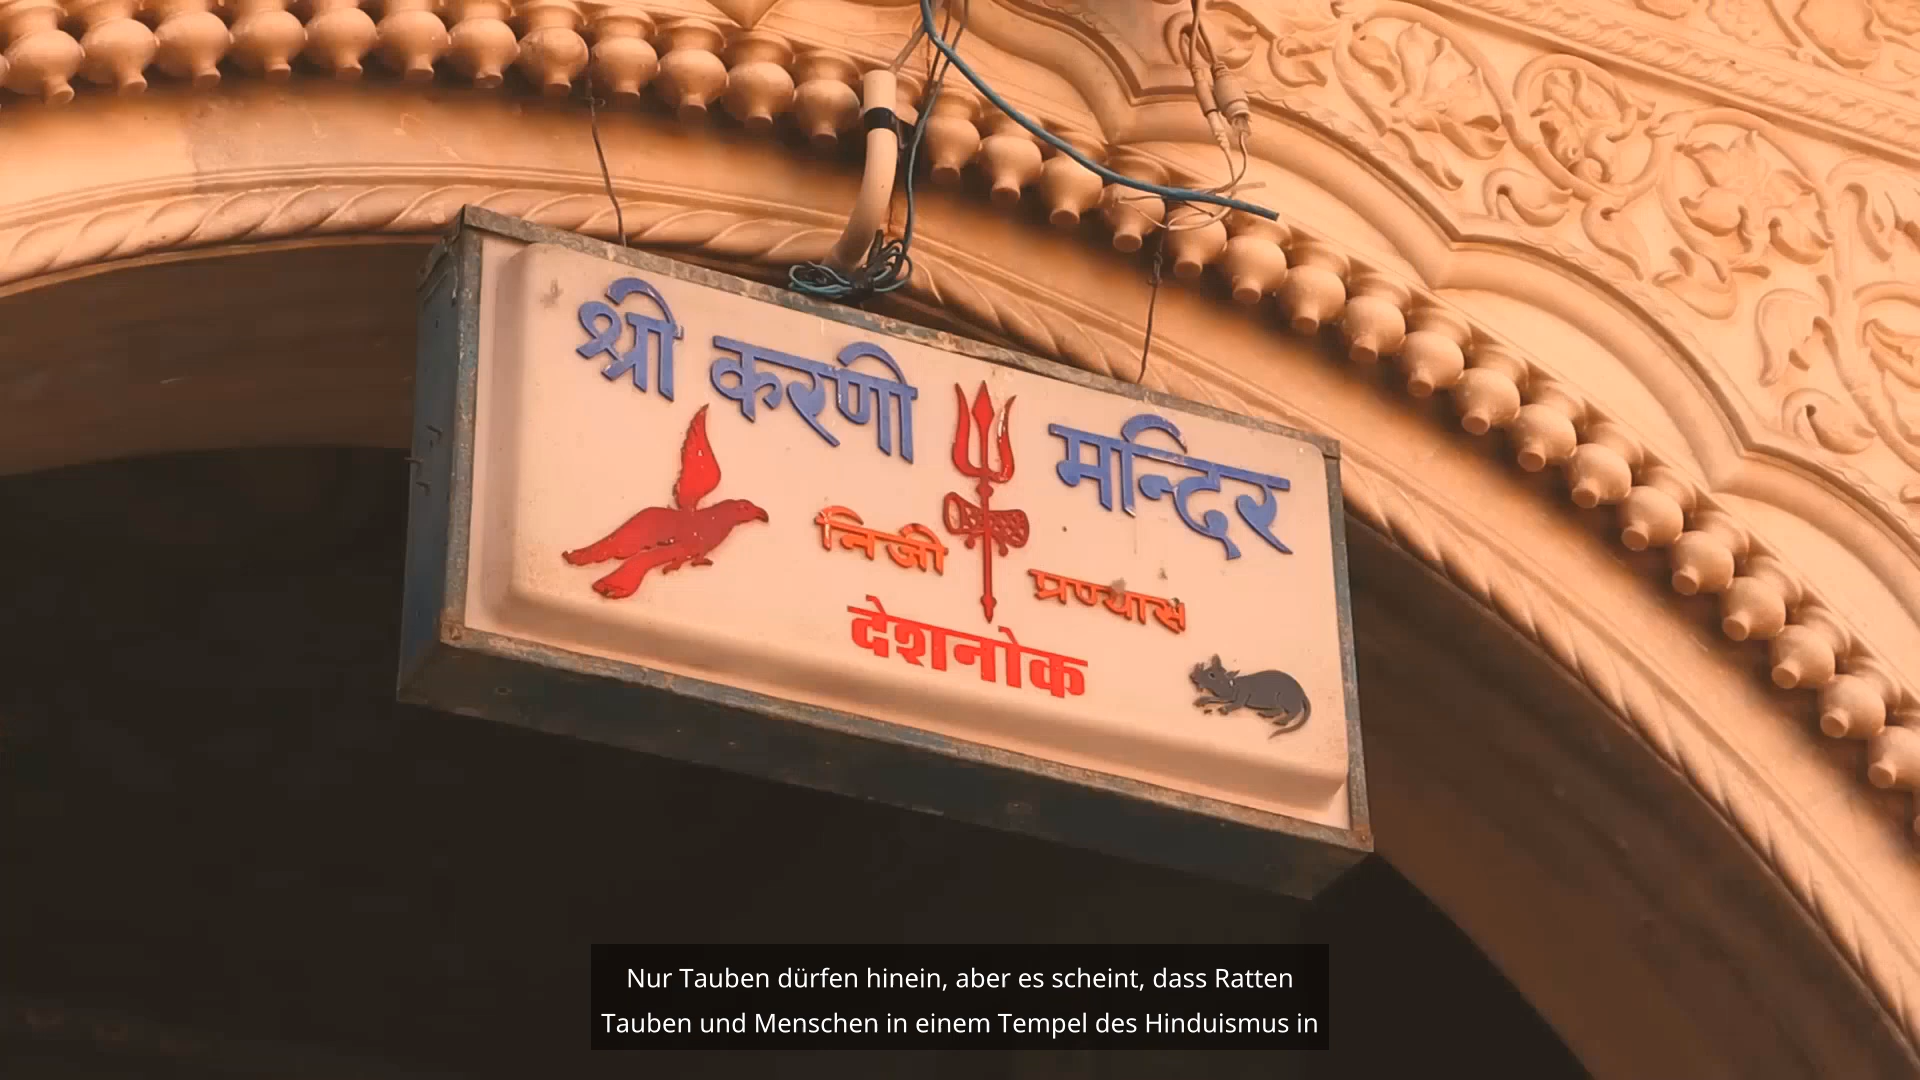 श्री करणी मन्दिर
निजी प्रण्यास
देशनोक
Nur Tauben dürfen hinein, aber es scheint, dass Ratten
Tauben und Menschen in einem Tempel des Hinduismus in